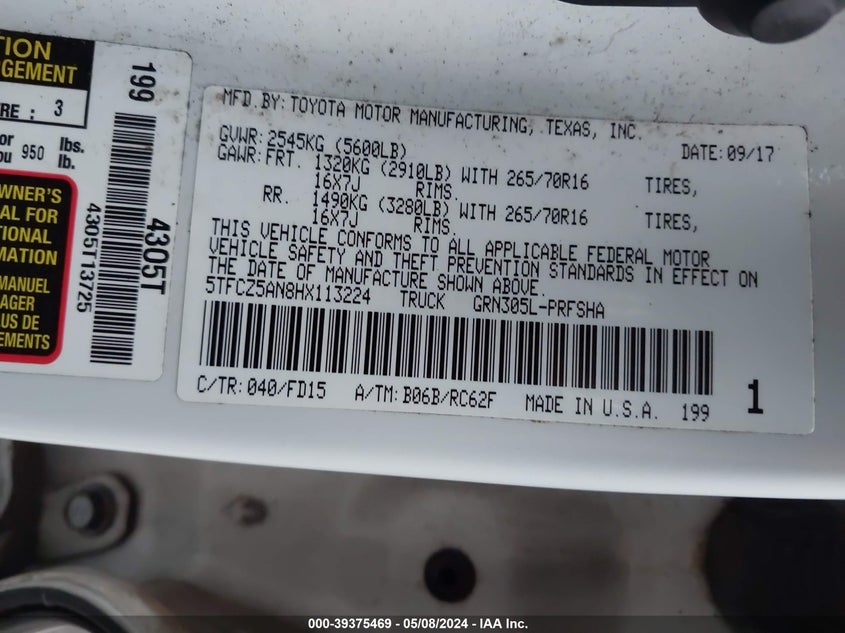 TION
GEMENT
RE : 3
or
ou 950 lbs.
lb.
WNER'S
AL FOR
TIONAL
MATION
MANUEL
AGER
LUS DE
EMENTS
199
4305T
4305T13725
MFD.BY: TOYOTA MOTOR MANUFACTURING, TEXAS, INC.
GVWR: 2545KG (5600LB) DATE: 09/17
GAWR: FRT. 1320KG (2910LB) WITH 265/70R16 TIRES,
16X7J RIMS.
RR. 1490KG (3280LB) WITH 265/70R16 TIRES,
16X7J RIMS.
THIS VEHICLE CONFORMS TO ALL APPLICABLE FEDERAL MOTOR
VEHICLE SAFETY AND THEFT PREVENTION STANDARDS IN EFFECT ON
THE DATE OF MANUFACTURE SHOWN ABOVE.
5TFCZ5AN8HX113224 TRUCK GRN305L-PRFSHA
C/TR: 040/FD15 A/TM: B06B/RC62F MADE IN U.S.A. 199 1
000-39375469 - 05/08/2024 - IAA Inc.